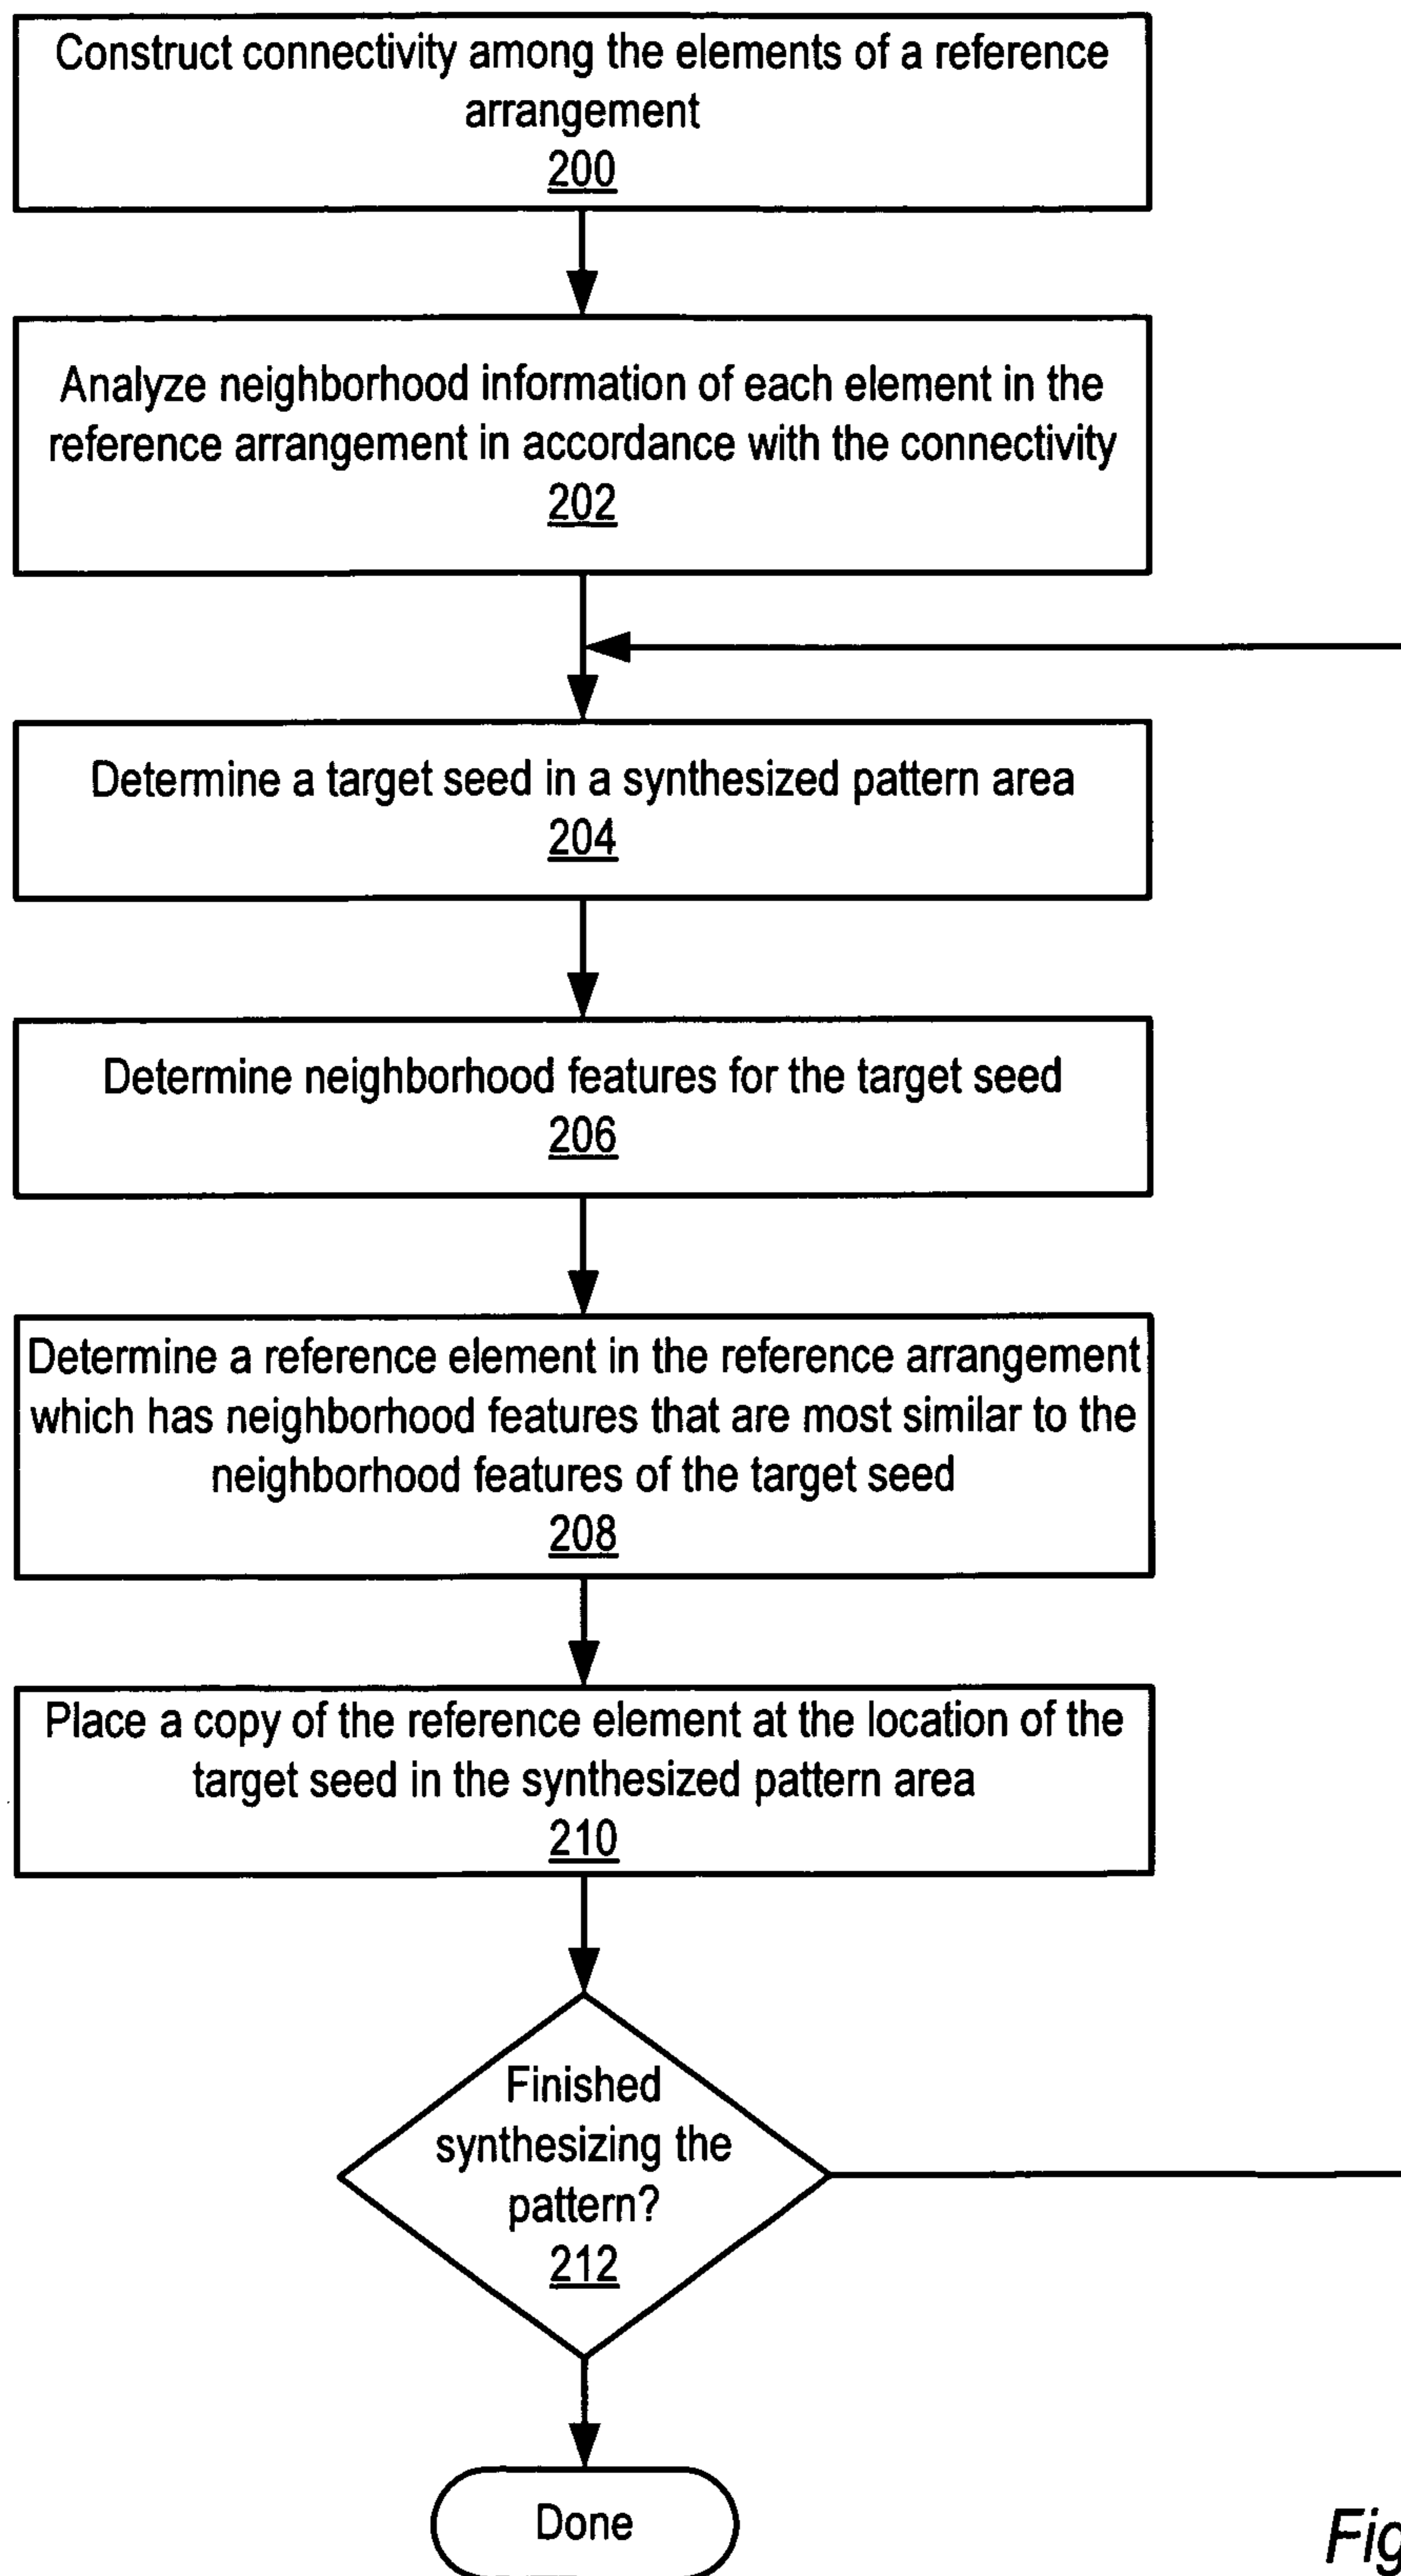 Construct connectivity among the elements of a reference
arrangement
200
Analyze neighborhood information of each element in the
reference arrangement in accordance with the connectivity
202
Determine a target seed in a synthesized pattern area
204
Determine neighborhood features for the target seed
206
Determine a reference element in the reference arrangement
which has neighborhood features that are most similar to the
neighborhood features of the target seed
208
Place a copy of the reference element at the location of the
target seed in the synthesized pattern area
210
Finished
synthesizing the
pattern?
212
Done
Fig